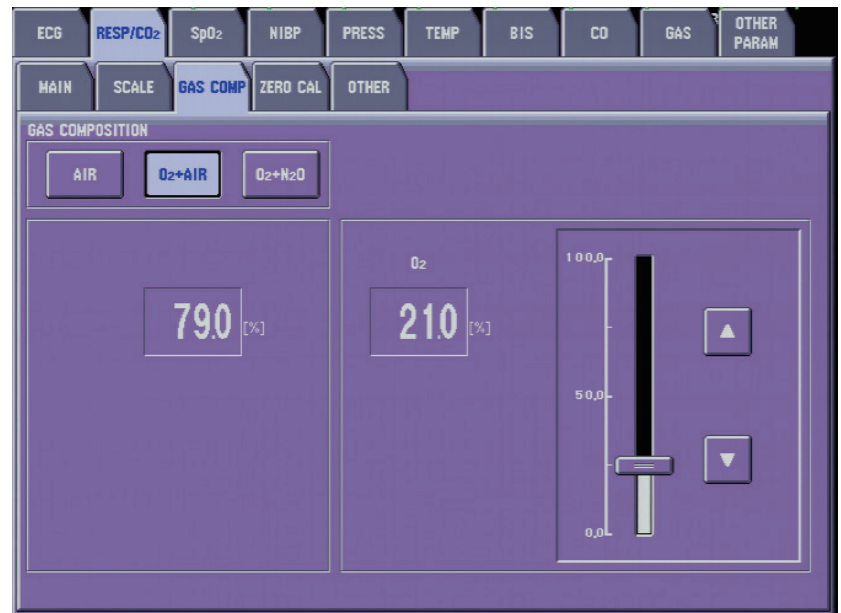 ECG RESP/CO₂ SpO₂ NIBP PRESS TEMP BIS CO GAS OTHER PARAM
MAIN SCALE GAS COMP ZERO CAL OTHER
GAS COMPOSITION
AIR O₂+AIR O₂+N₂O
O₂
100.0
79.0 [%] 21.0 [%]
50.0
0.0